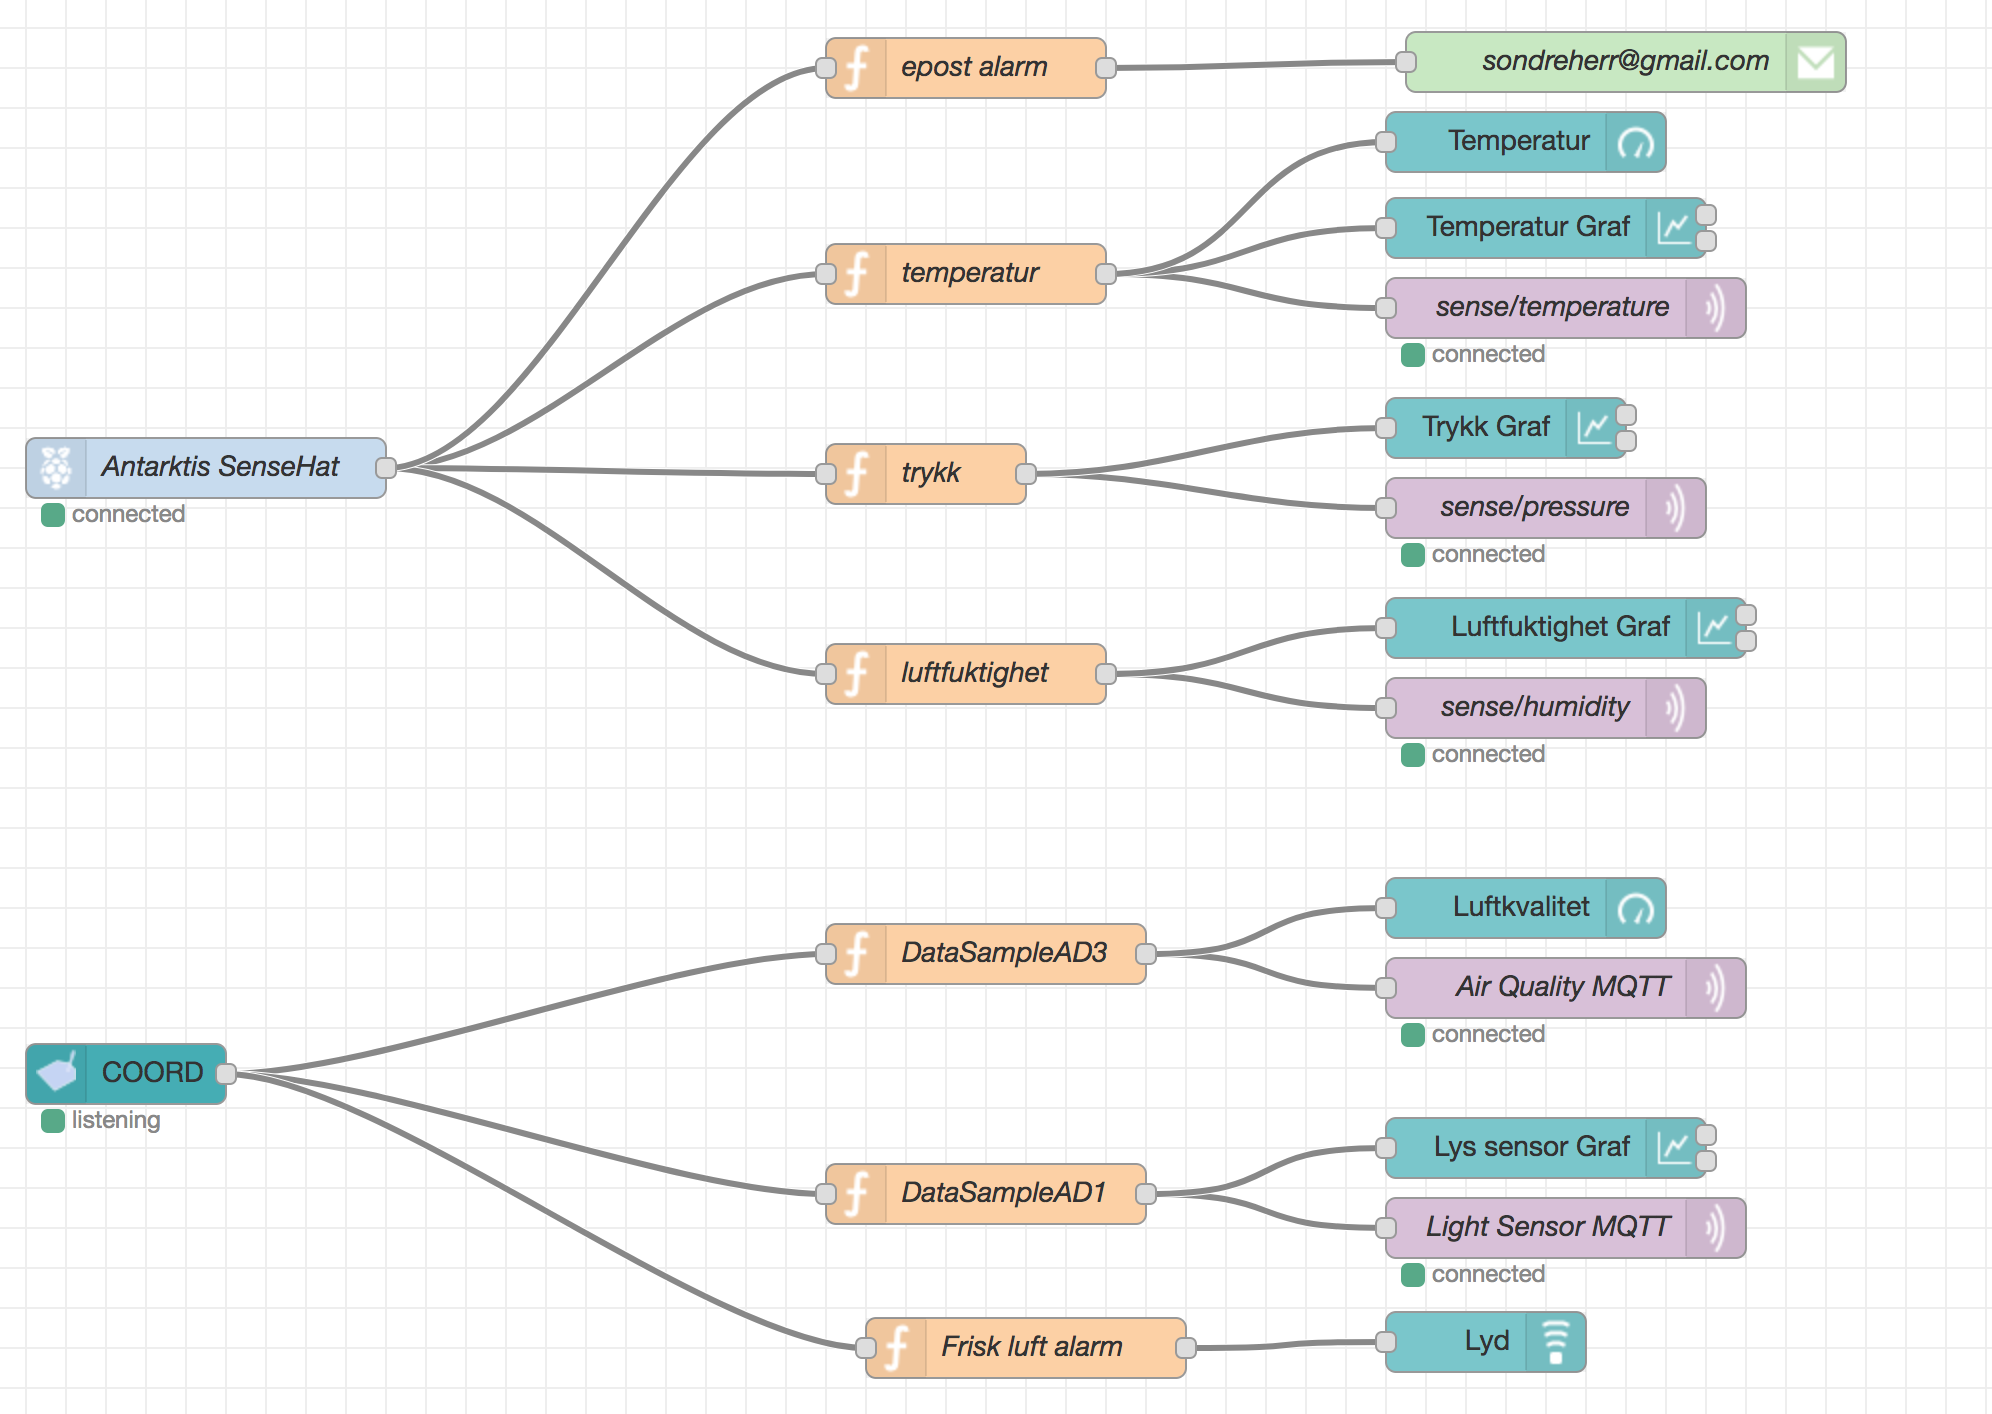 epost alarm
sondreherr@gmail.com
Temperatur
Temperatur Graf
temperatur
sense/temperature
connected
Antarktis SenseHat
connected
trykk
Trykk Graf
sense/pressure
connected
luftfuktighet
Luftfuktighet Graf
sense/humidity
connected
COORD
listening
DataSampleAD3
Luftkvalitet
Air Quality MQTT
connected
DataSampleAD1
Lys sensor Graf
Light Sensor MQTT
connected
Frisk luft alarm
Lyd